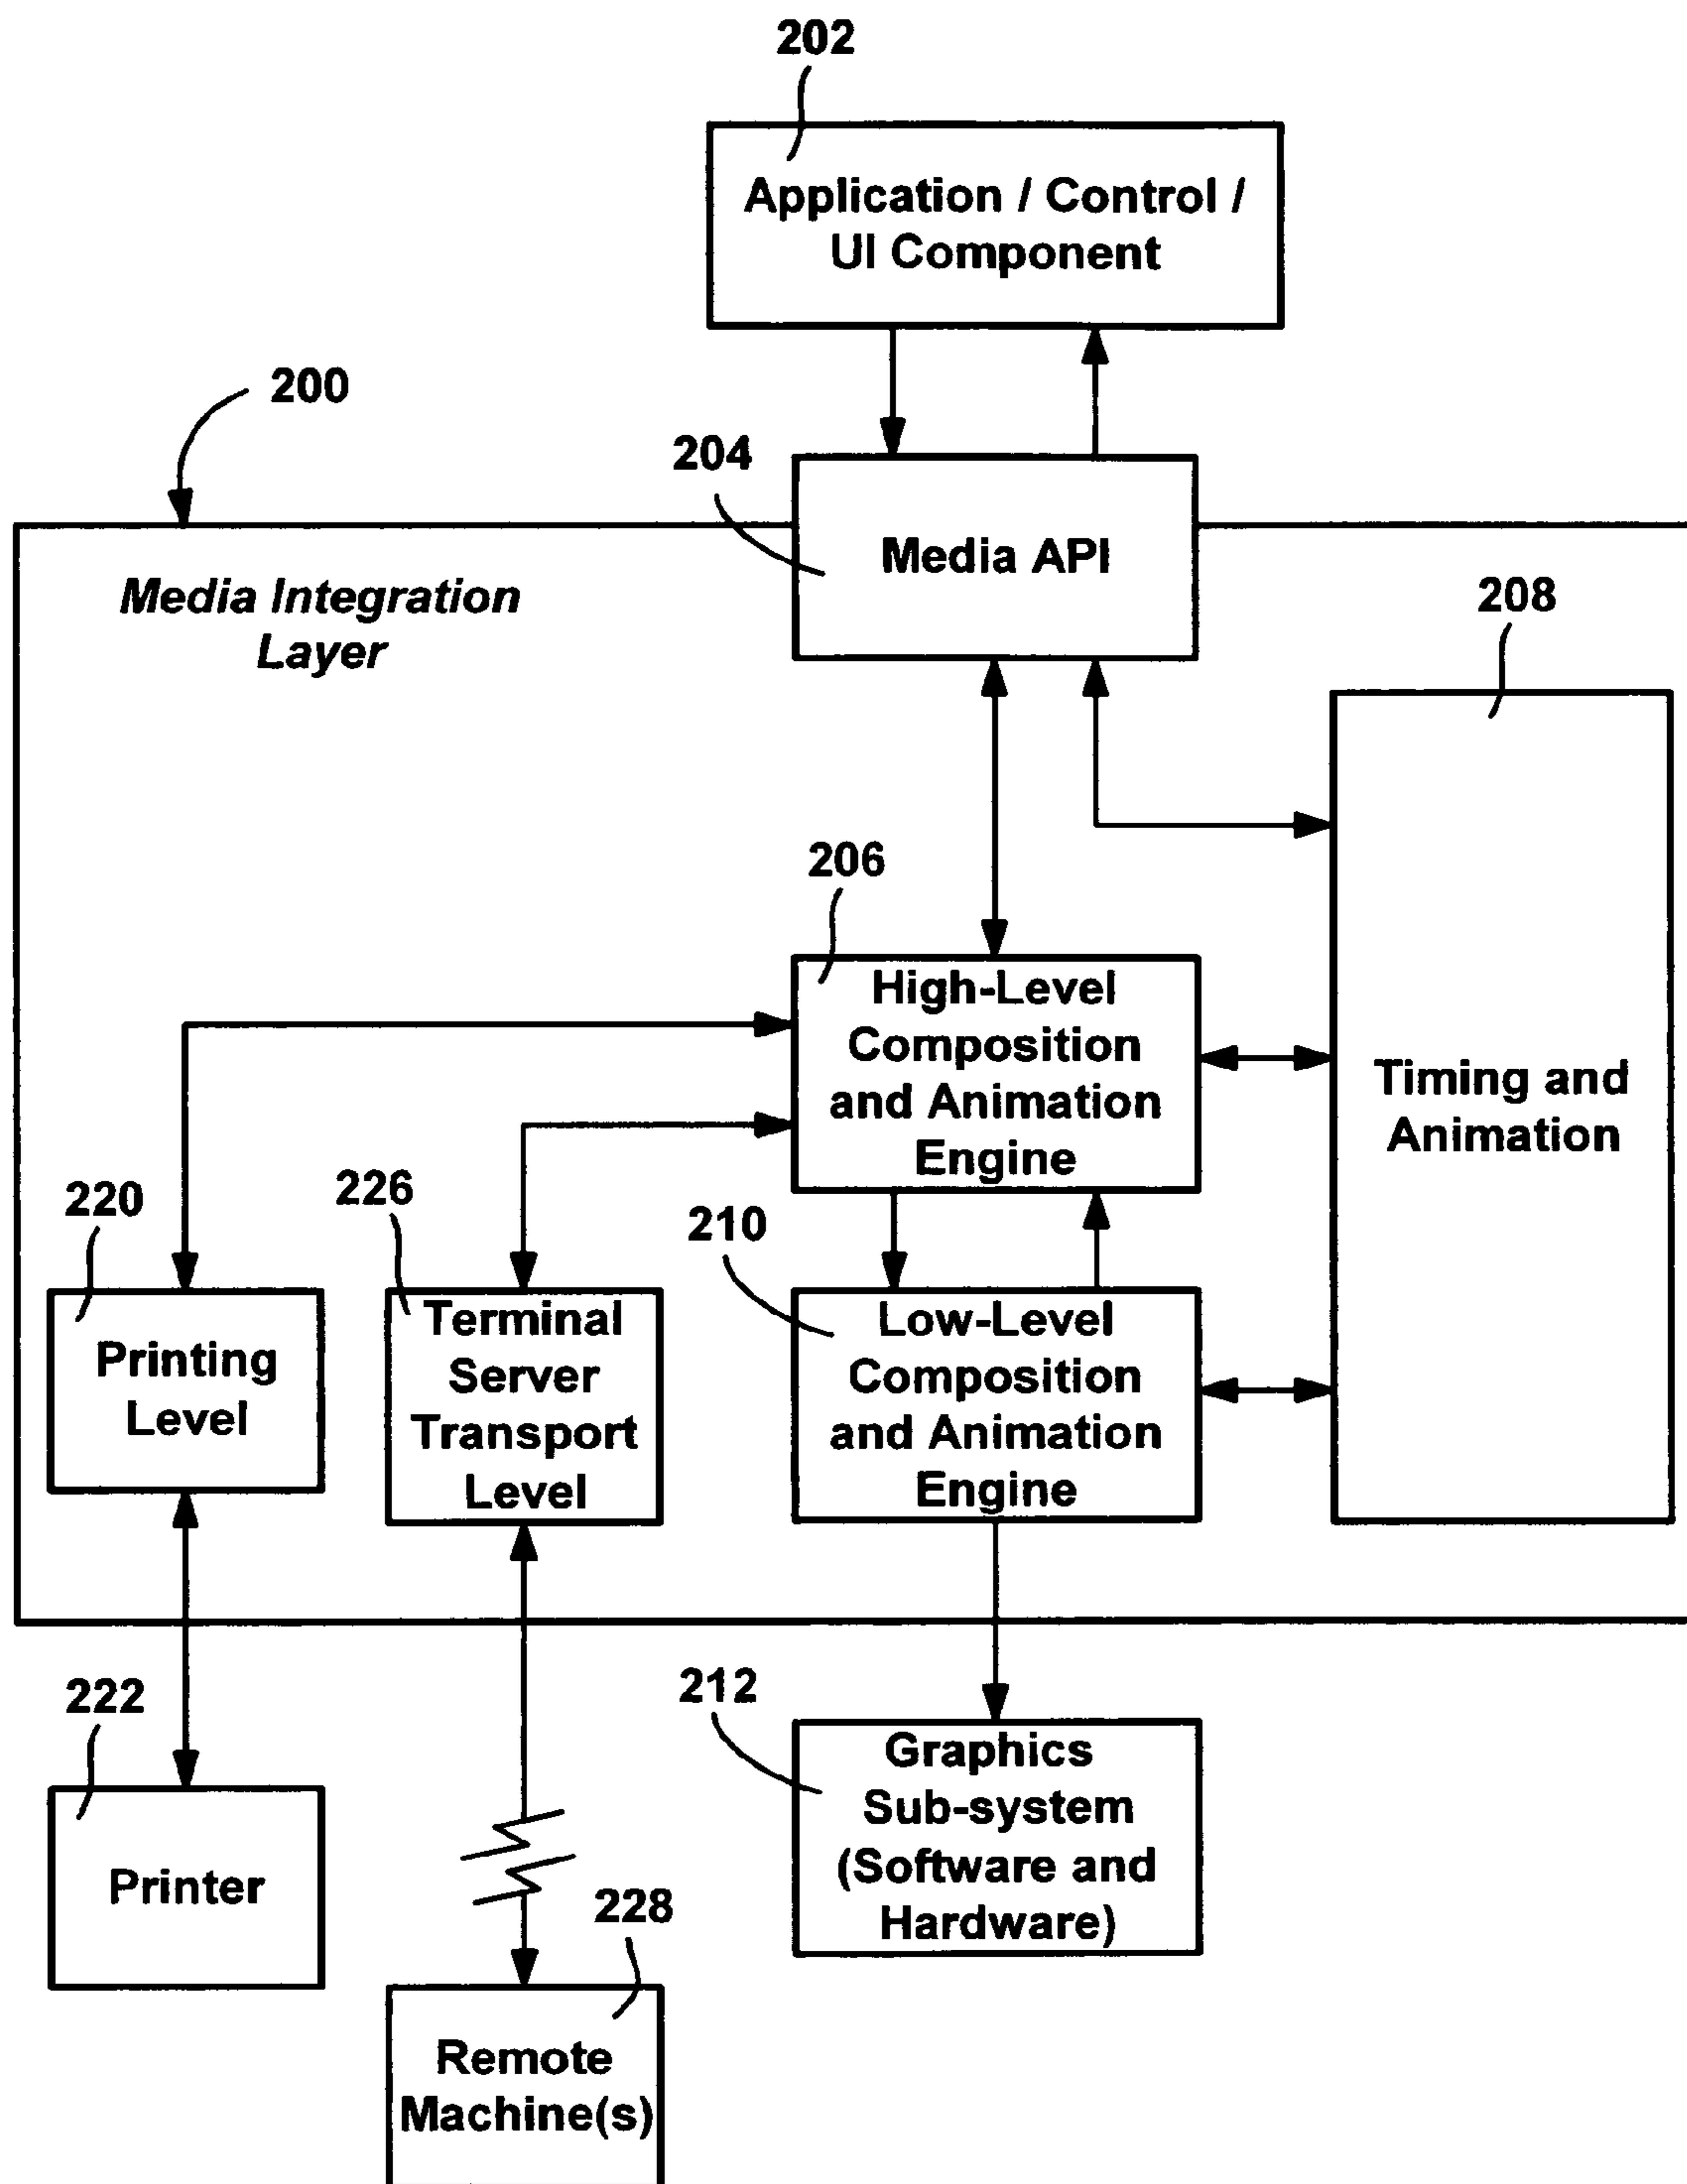 202
Application / Control /
UI Component
200
204
Media API
Media Integration
Layer
208
206
High-Level
Composition
and Animation
Engine
Timing and
Animation
220
226
210
Printing
Level
Terminal
Server
Transport
Level
Low-Level
Composition
and Animation
Engine
222
212
Printer
Graphics
Sub-system
(Software and
Hardware)
228
Remote
Machine(s)